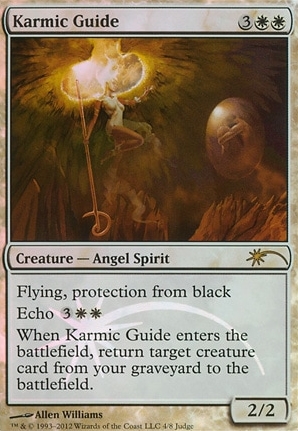 Karmic Guide 3
Creature — Angel Spirit
Flying, protection from black
Echo 3
When Karmic Guide enters the
battlefield, return target creature
card from your graveyard to the
battlefield.
Allen Williams
™ & © 1993–2012 Wizards of the Coast LLC 4/8 Judge
2/2